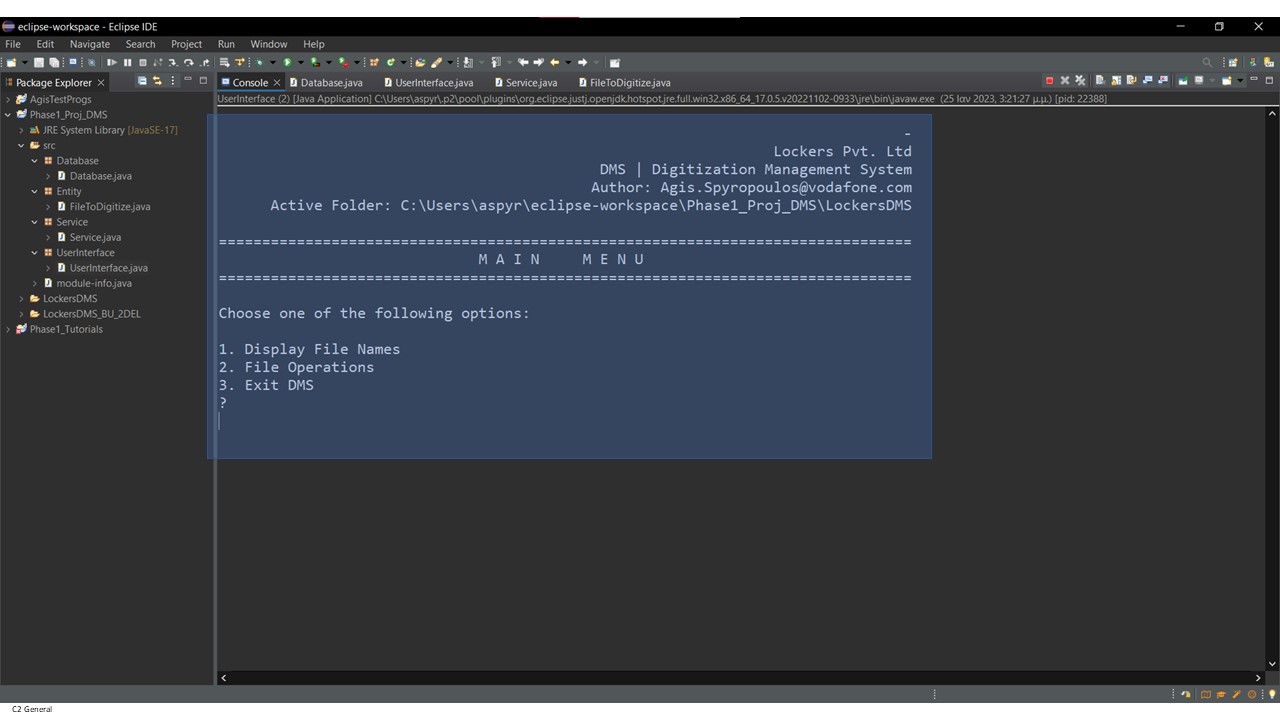 eclipse-workspace - Eclipse IDE
File Edit Navigate Search Project Run Window Help
Package Explorer
Console Database.java UserInterface.java Service.java FileToDigitize.java
UserInterface (2) [Java Application] C:\Users\aspyr\.p2\pool\plugins\org.eclipse.justj.openjdk.hotspot.jre.full.win32.x86_64_17.0.5.v20221102-0933\jre\bin\javaw.exe (25 Ιαν 2023, 3:21:27 μ.μ.) [pid: 22388]
AgisTestProgs
Phase1_Proj_DMS
JRE System Library [JavaSE-17]
src
Database
Database.java
Entity
FileToDigitize.java
Service
Service.java
UserInterface
UserInterface.java
module-info.java
LockersDMS
LockersDMS_BU_2DEL
Phase1_Tutorials
-
Lockers Pvt. Ltd
DMS | Digitization Management System
Author: Agis.Spyropoulos@vodafone.com
Active Folder: C:\Users\aspyr\eclipse-workspace\Phase1_Proj_DMS\LockersDMS
================================================================================
M A I N     M E N U
================================================================================
Choose one of the following options:
1. Display File Names
2. File Operations
3. Exit DMS
?
C2 General